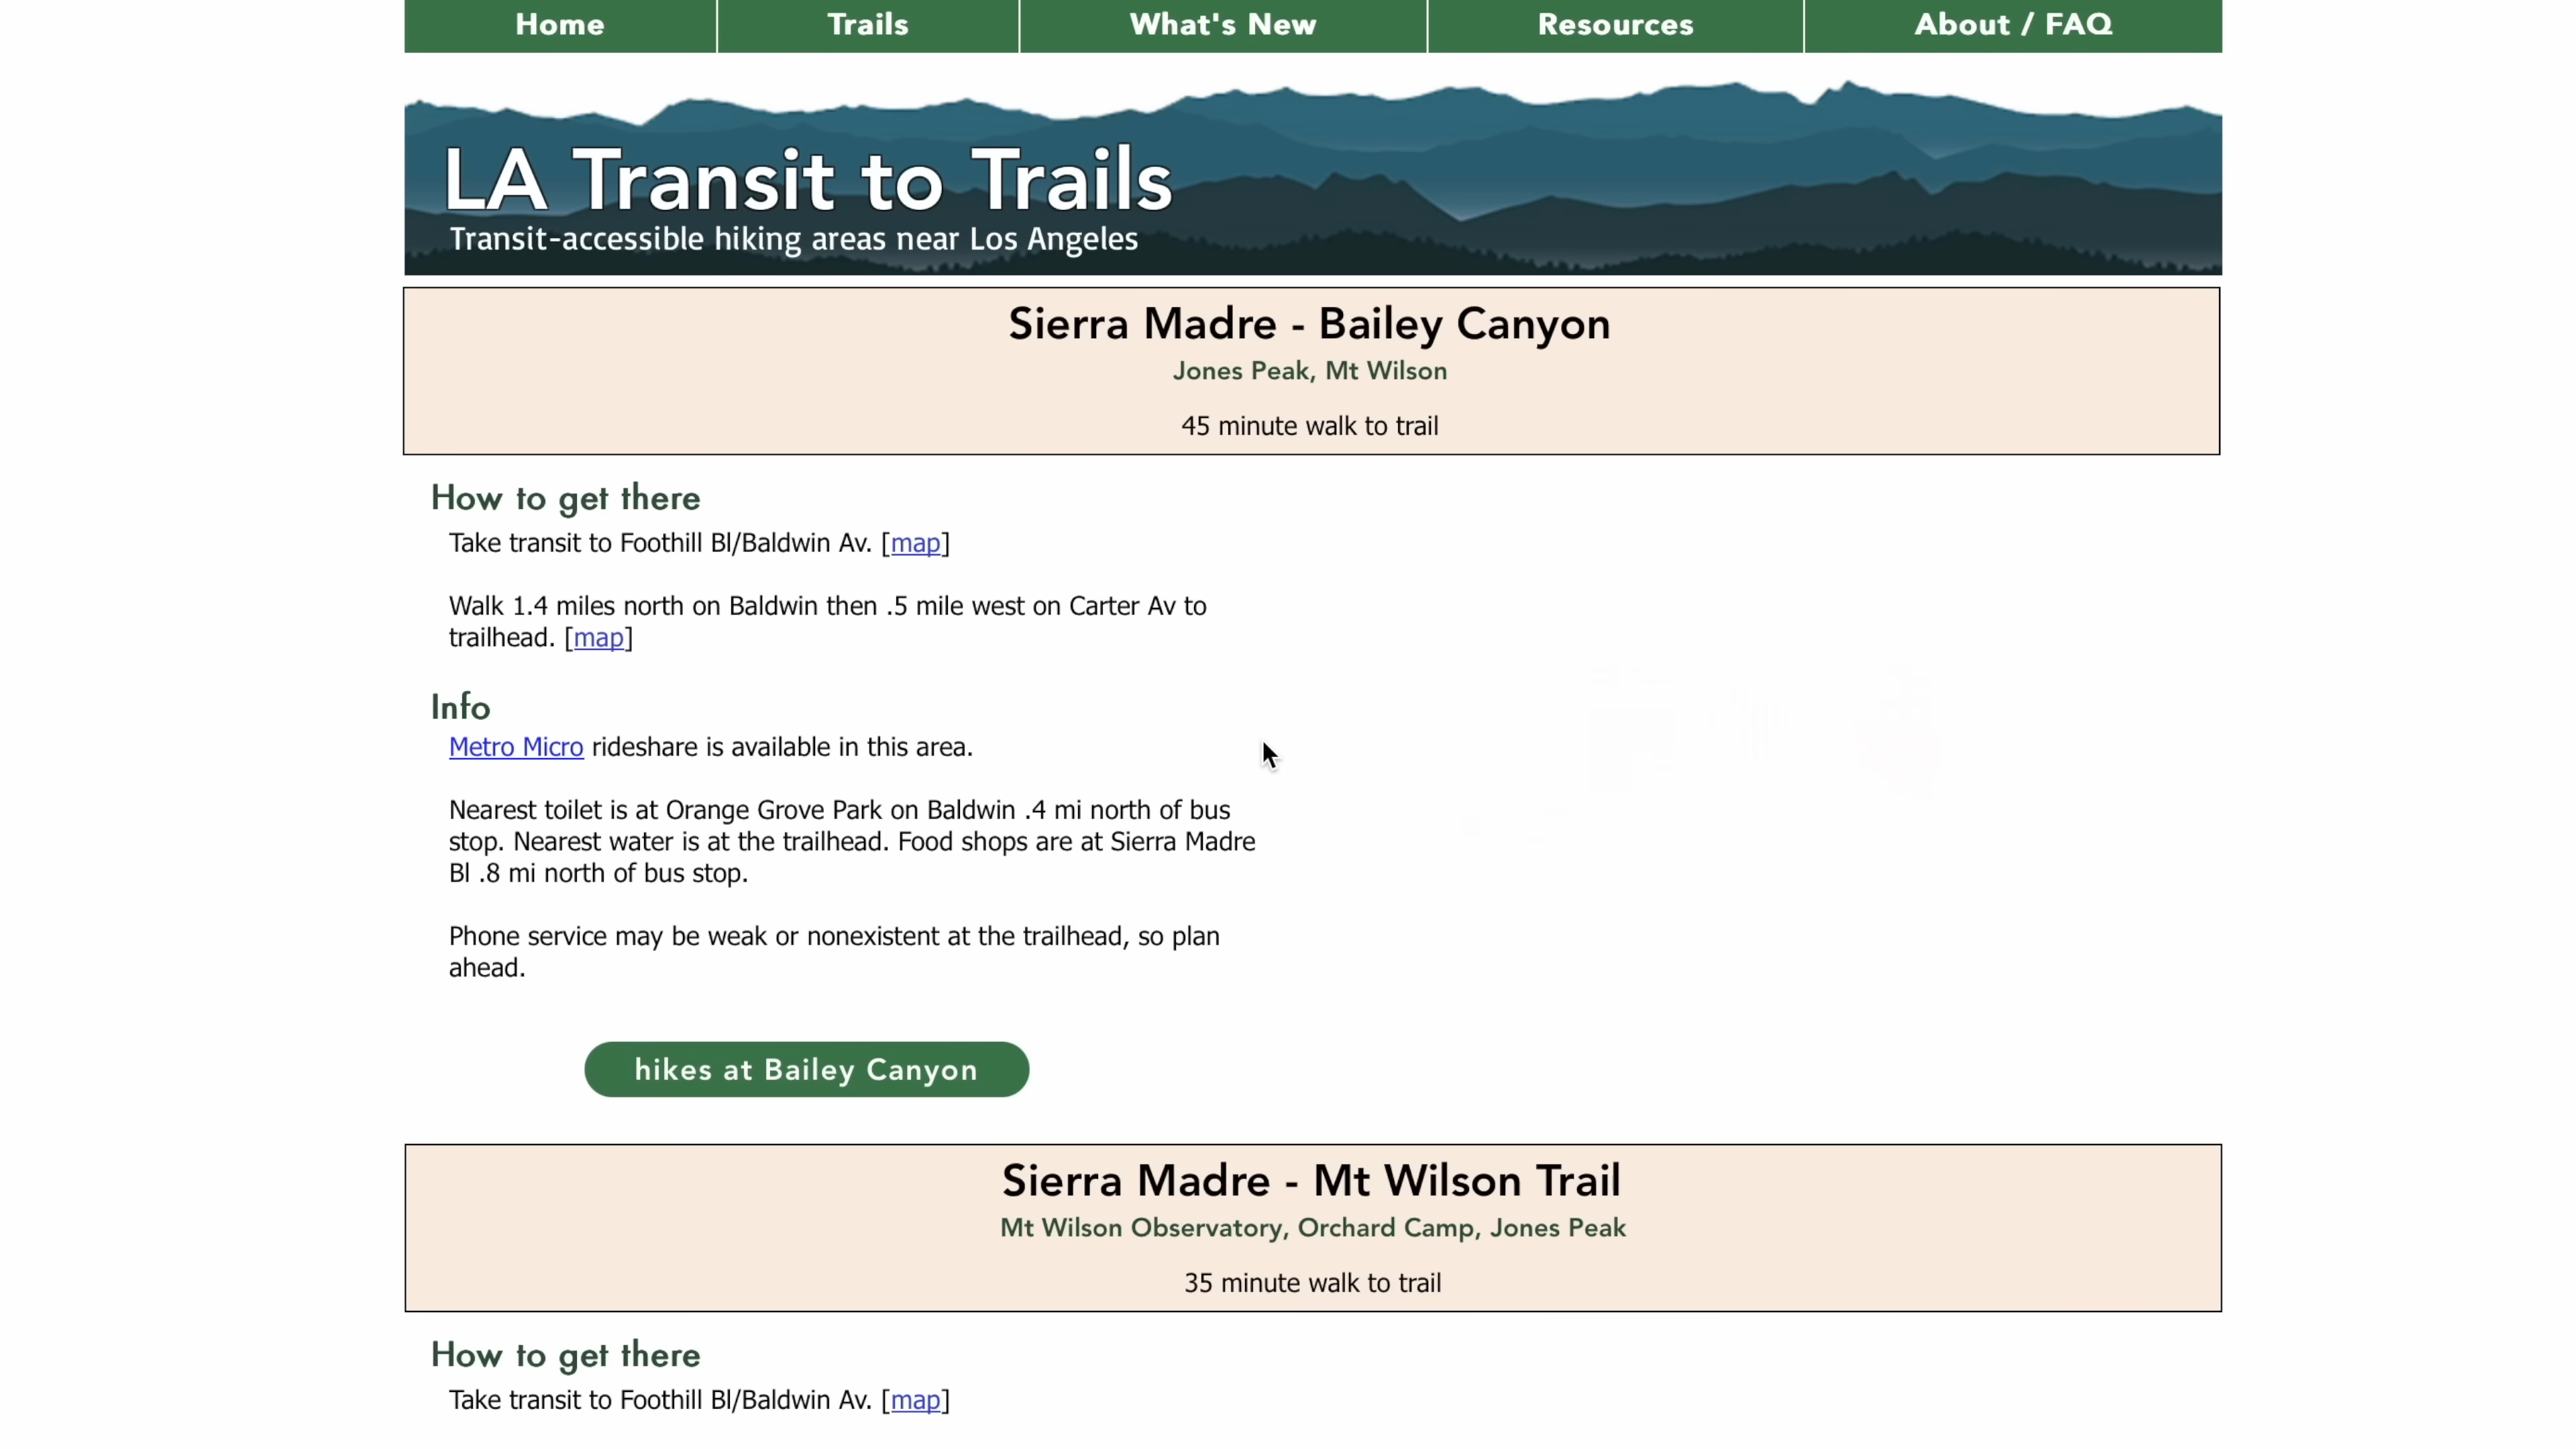 Home Trails What's New Resources About / FAQ
LA Transit to Trails
Transit-accessible hiking areas near Los Angeles
Sierra Madre - Bailey Canyon
Jones Peak, Mt Wilson
45 minute walk to trail
How to get there
Take transit to Foothill Bl/Baldwin Av. [map]
Walk 1.4 miles north on Baldwin then .5 mile west on Carter Av to
trailhead. [map]
Info
Metro Micro rideshare is available in this area.
Nearest toilet is at Orange Grove Park on Baldwin .4 mi north of bus
stop. Nearest water is at the trailhead. Food shops are at Sierra Madre
Bl .8 mi north of bus stop.
Phone service may be weak or nonexistent at the trailhead, so plan
ahead.
hikes at Bailey Canyon
Sierra Madre - Mt Wilson Trail
Mt Wilson Observatory, Orchard Camp, Jones Peak
35 minute walk to trail
How to get there
Take transit to Foothill Bl/Baldwin Av. [map]